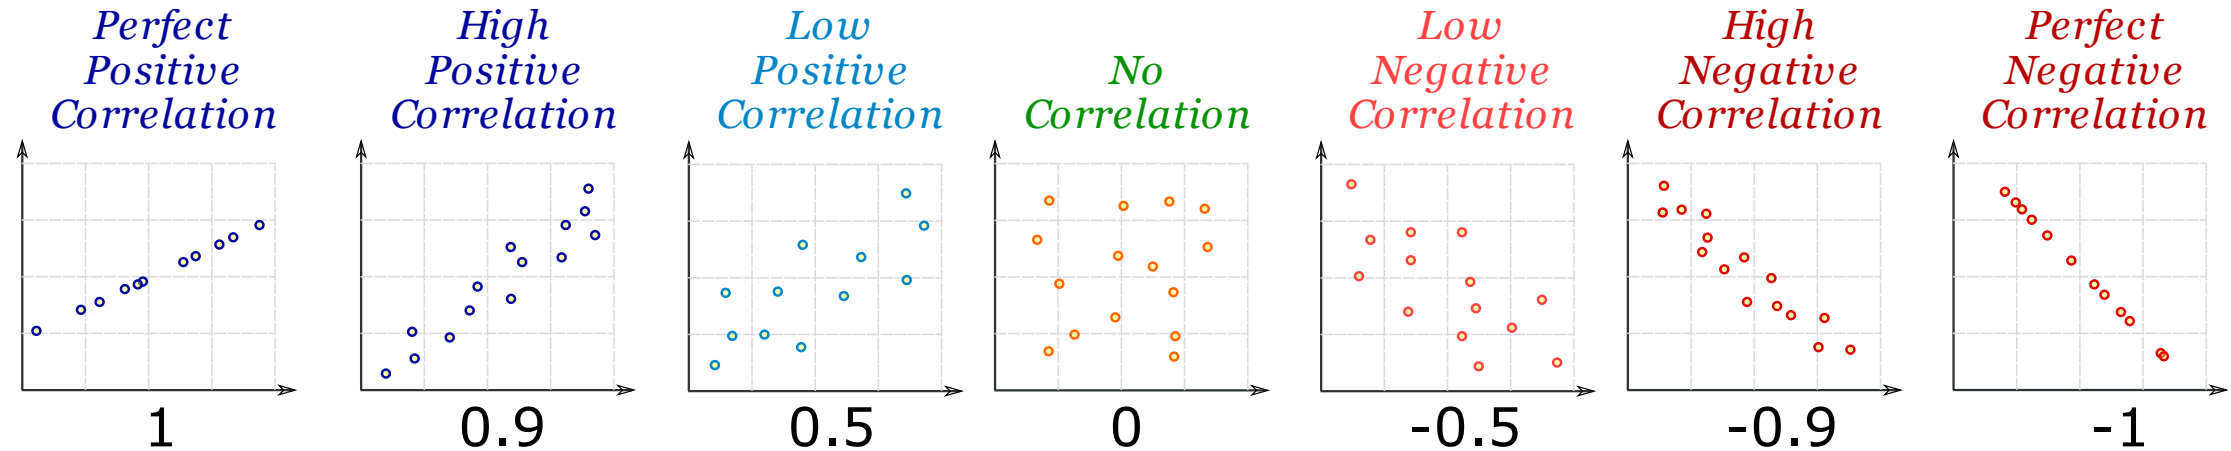 Perfect
Positive
Correlation
High
Positive
Correlation
Low
Positive
Correlation
No
Correlation
Low
Negative
Correlation
High
Negative
Correlation
Perfect
Negative
Correlation
1
0.9
0.5
0
-0.5
-0.9
-1